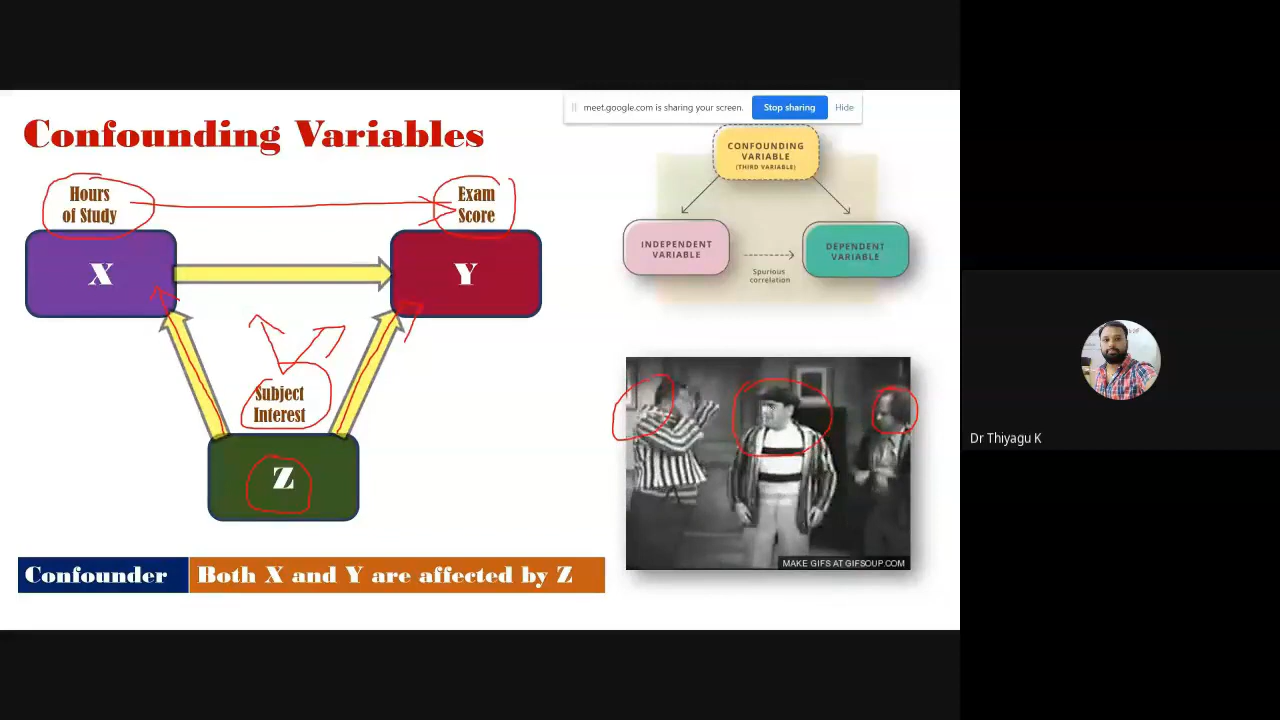 meet.google.com is sharing your screen.
Stop sharing
Hide
Confounding Variables
Hours
of Study
Exam
Score
X
Y
Subject
Interest
Z
Confounder
Both X and Y are affected by Z
CONFOUNDING
VARIABLE
(THIRD VARIABLE)
INDEPENDENT
VARIABLE
DEPENDENT
VARIABLE
Spurious
correlation
MAKE GIFS AT GIFSOUP.COM
Dr Thiyagu K